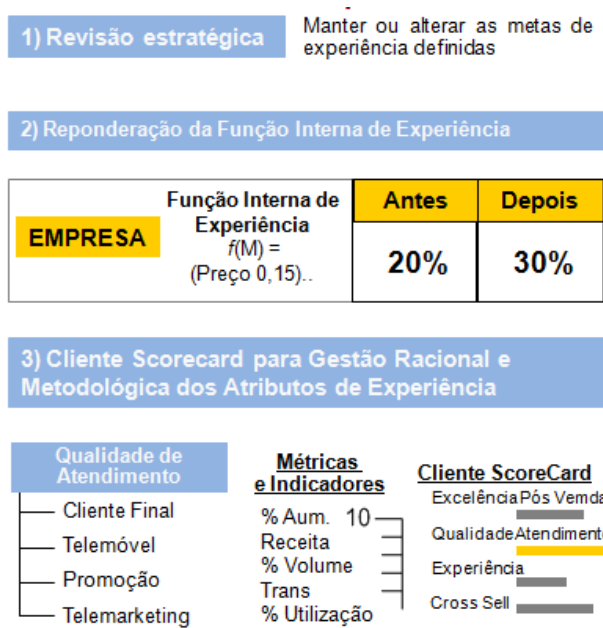 1) Revisão estratégica
Manter ou alterar as metas de
experiência definidas
2) Reponderação da Função Interna de Experiência
EMPRESA
Função Interna de
Experiência
f(M) =
(Preço 0,15)..
Antes
Depois
20%
30%
3) Cliente Scorecard para Gestão Racional e
Metodológica dos Atributos de Experiência
Qualidade de
Atendimento
Cliente Final
Telemóvel
Promoção
Telemarketing
Métricas
e Indicadores
% Aum. 10
Receita
% Volume
Trans
% Utilização
Cliente ScoreCard
Excelência Pós Vemda
Qualidade Atendimento
Experiência
Cross Sell